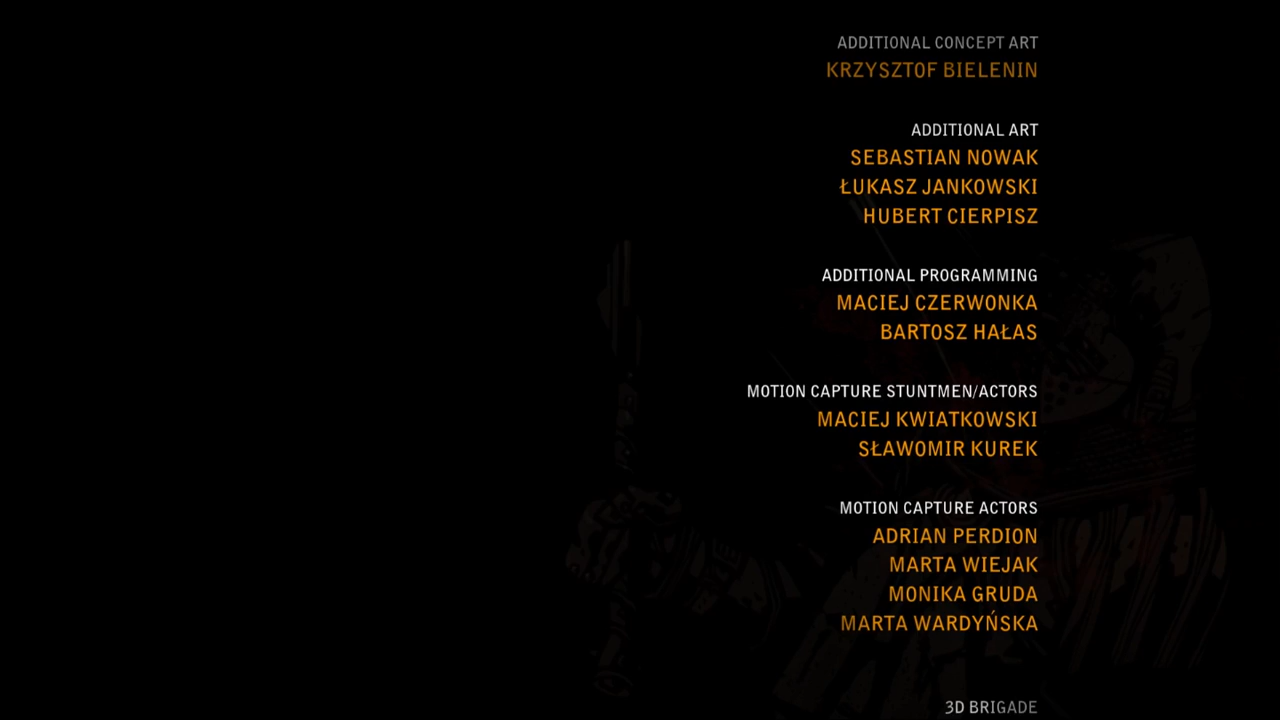 ADDITIONAL CONCEPT ART
KRZYSZTOF BIELENIN
ADDITIONAL ART
SEBASTIAN NOWAK
ŁUKASZ JANKOWSKI
HUBERT CIERPISZ
ADDITIONAL PROGRAMMING
MACIEJ CZERWONKA
BARTOSZ HAŁAS
MOTION CAPTURE STUNTMEN/ACTORS
MACIEJ KWIATKOWSKI
SŁAWOMIR KUREK
MOTION CAPTURE ACTORS
ADRIAN PERDION
MARTA WIEJAK
MONIKA GRUDA
MARTA WARDYŃSKA
3D BRIGADE